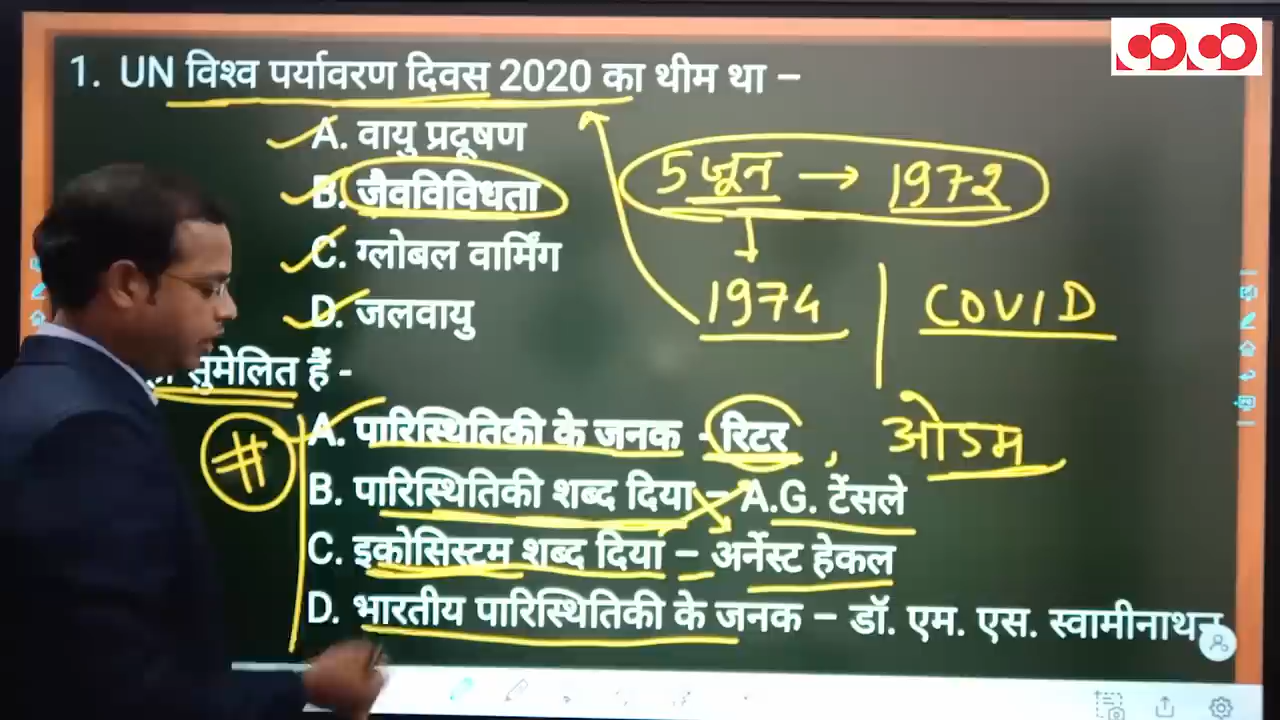 1. UN विश्व पर्यावरण दिवस 2020 का थीम था –
A. वायु प्रदूषण
B. जैवविविधता
C. ग्लोबल वार्मिंग
D. जलवायु
5 जून → 1972
1974
COVID
सुमेलित हैं -
#
A. पारिस्थितिकी के जनक - रिटर , ओडम
B. पारिस्थितिकी शब्द दिया – A.G. टेंसले
C. इकोसिस्टम शब्द दिया – अर्नेस्ट हेकल
D. भारतीय पारिस्थितिकी के जनक – डॉ. एम. एस. स्वामीनाथन